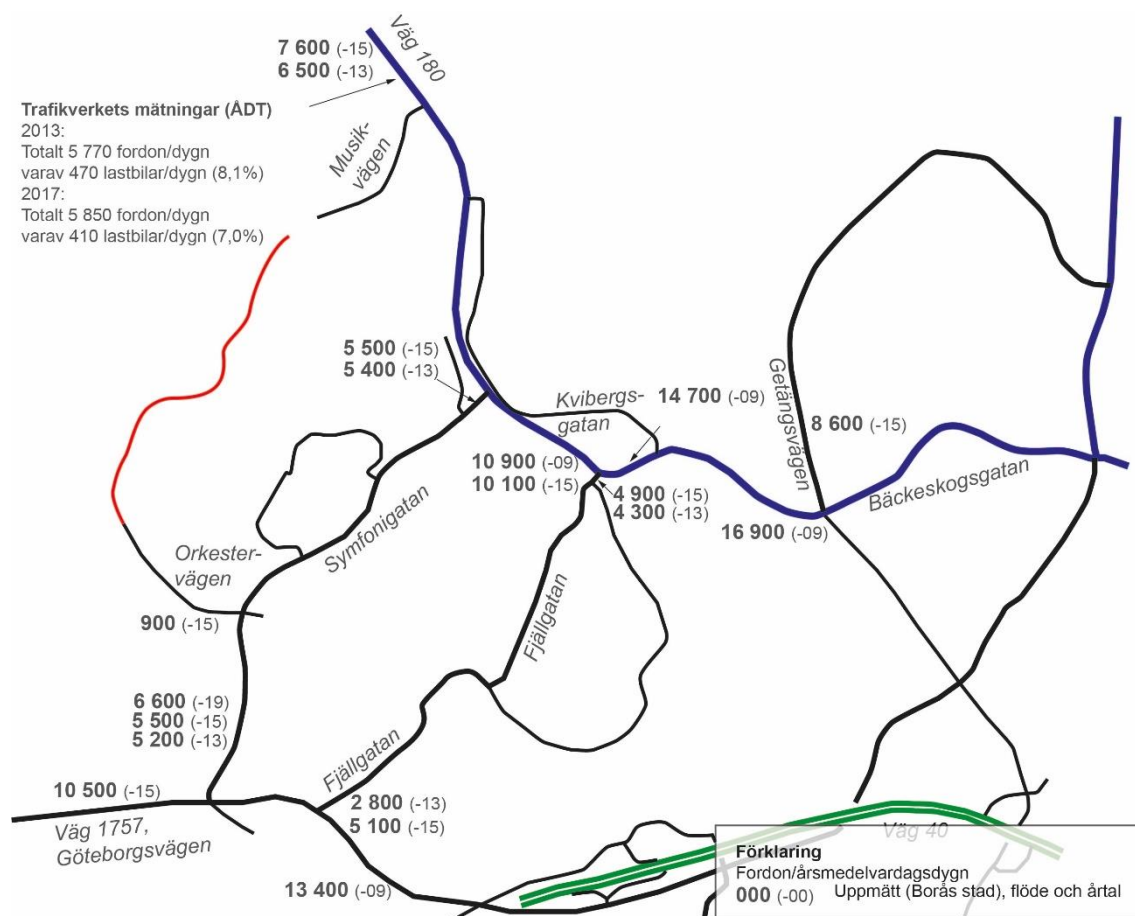 Väg 180
7 600 (-15)
6 500 (-13)
Trafikverkets mätningar (ÅDT)
2013:
Totalt 5 770 fordon/dygn
varav 470 lastbilar/dygn (8,1%)
2017:
Totalt 5 850 fordon/dygn
varav 410 lastbilar/dygn (7,0%)
Musik-
vägen
5 500 (-15)
5 400 (-13)
Kvibergs-
gatan
14 700 (-09)
Getängsvägen
8 600 (-15)
Bäckeskogsgatan
10 900 (-09)
10 100 (-15)
4 900 (-15)
4 300 (-13)
16 900 (-09)
Symfonigatan
Orkester-
vägen
Fjällgatan
900 (-15)
6 600 (-19)
5 500 (-15)
5 200 (-13)
Fjällgatan
10 500 (-15)
2 800 (-13)
5 100 (-15)
Väg 1757,
Göteborgsvägen
Väg 40
13 400 (-09)
Förklaring
Fordon/årsmedelvardagsdygn
000 (-00) Uppmätt (Borås stad), flöde och årtal